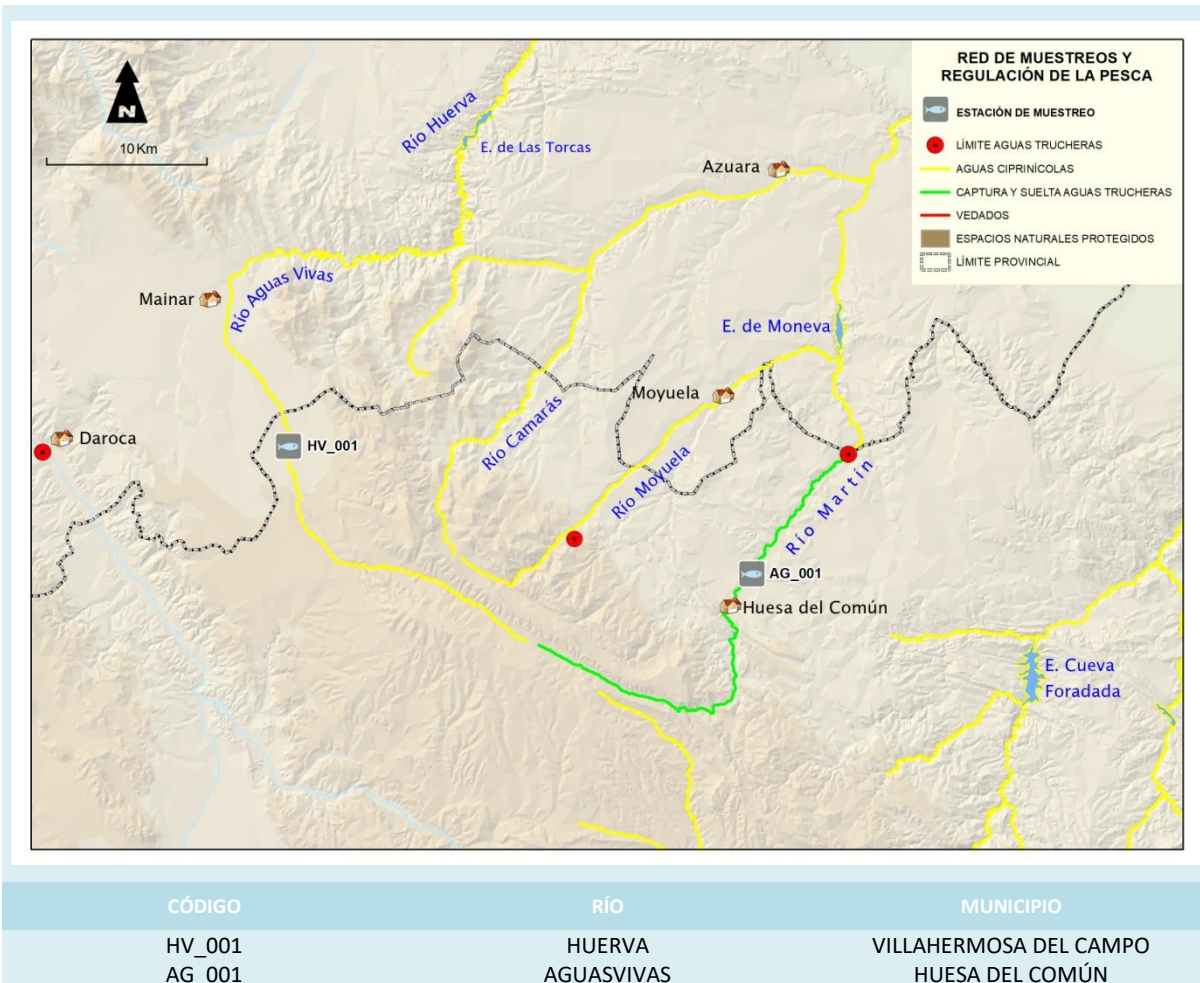 N
10 Km
RED DE MUESTREOS Y
REGULACIÓN DE LA PESCA
ESTACIÓN DE MUESTREO
LÍMITE AGUAS TRUCHERAS
AGUAS CIPRINÍCOLAS
CAPTURA Y SUELTA AGUAS TRUCHERAS
VEDADOS
ESPACIOS NATURALES PROTEGIDOS
LÍMITE PROVINCIAL
Río Huerva
E. de Las Torcas
Azuara
Mainar
Río Aguas Vivas
E. de Moneva
Moyuela
Daroca
HV_001
Río Camarás
Río Moyuela
Río Martín
AG_001
Huesa del Común
E. Cueva
Foradada
CÓDIGO RÍO MUNICIPIO
HV_001 HUERVA VILLAHERMOSA DEL CAMPO
AG_001 AGUASVIVAS HUESA DEL COMÚN